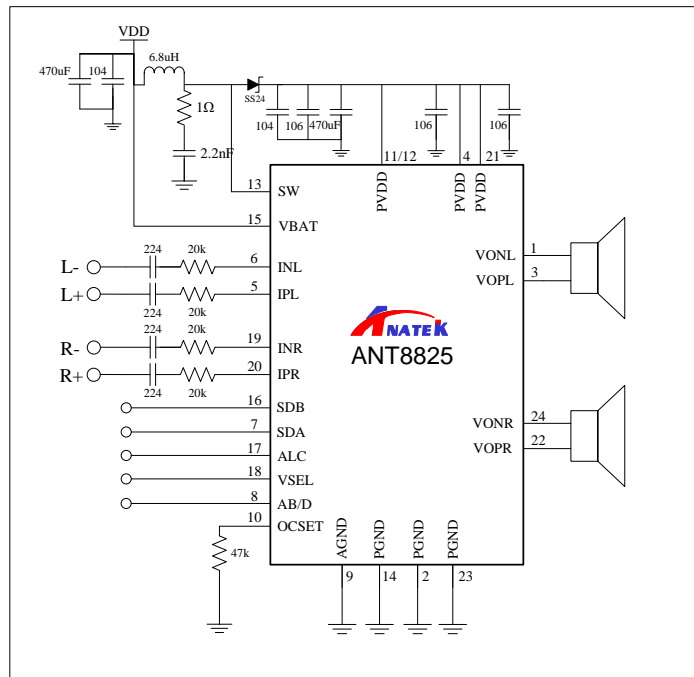 VDD
6.8uH
470uF
104
SS24
1Ω
2.2nF
104
106
470uF
106
106
11/12
4
21
PVDD
PVDD
PVDD
13
SW
15
VBAT
L-
224
20k
6
INL
L+
224
20k
5
IPL
R-
224
20k
19
INR
R+
224
20k
20
IPR
16
SDB
7
SDA
17
ALC
18
VSEL
8
AB/D
10
OCSET
47k
ANATEK
ANT8825
VONL
1
VOPL
3
VONR
24
VOPR
22
AGND
PGND
PGND
PGND
9
14
2
23